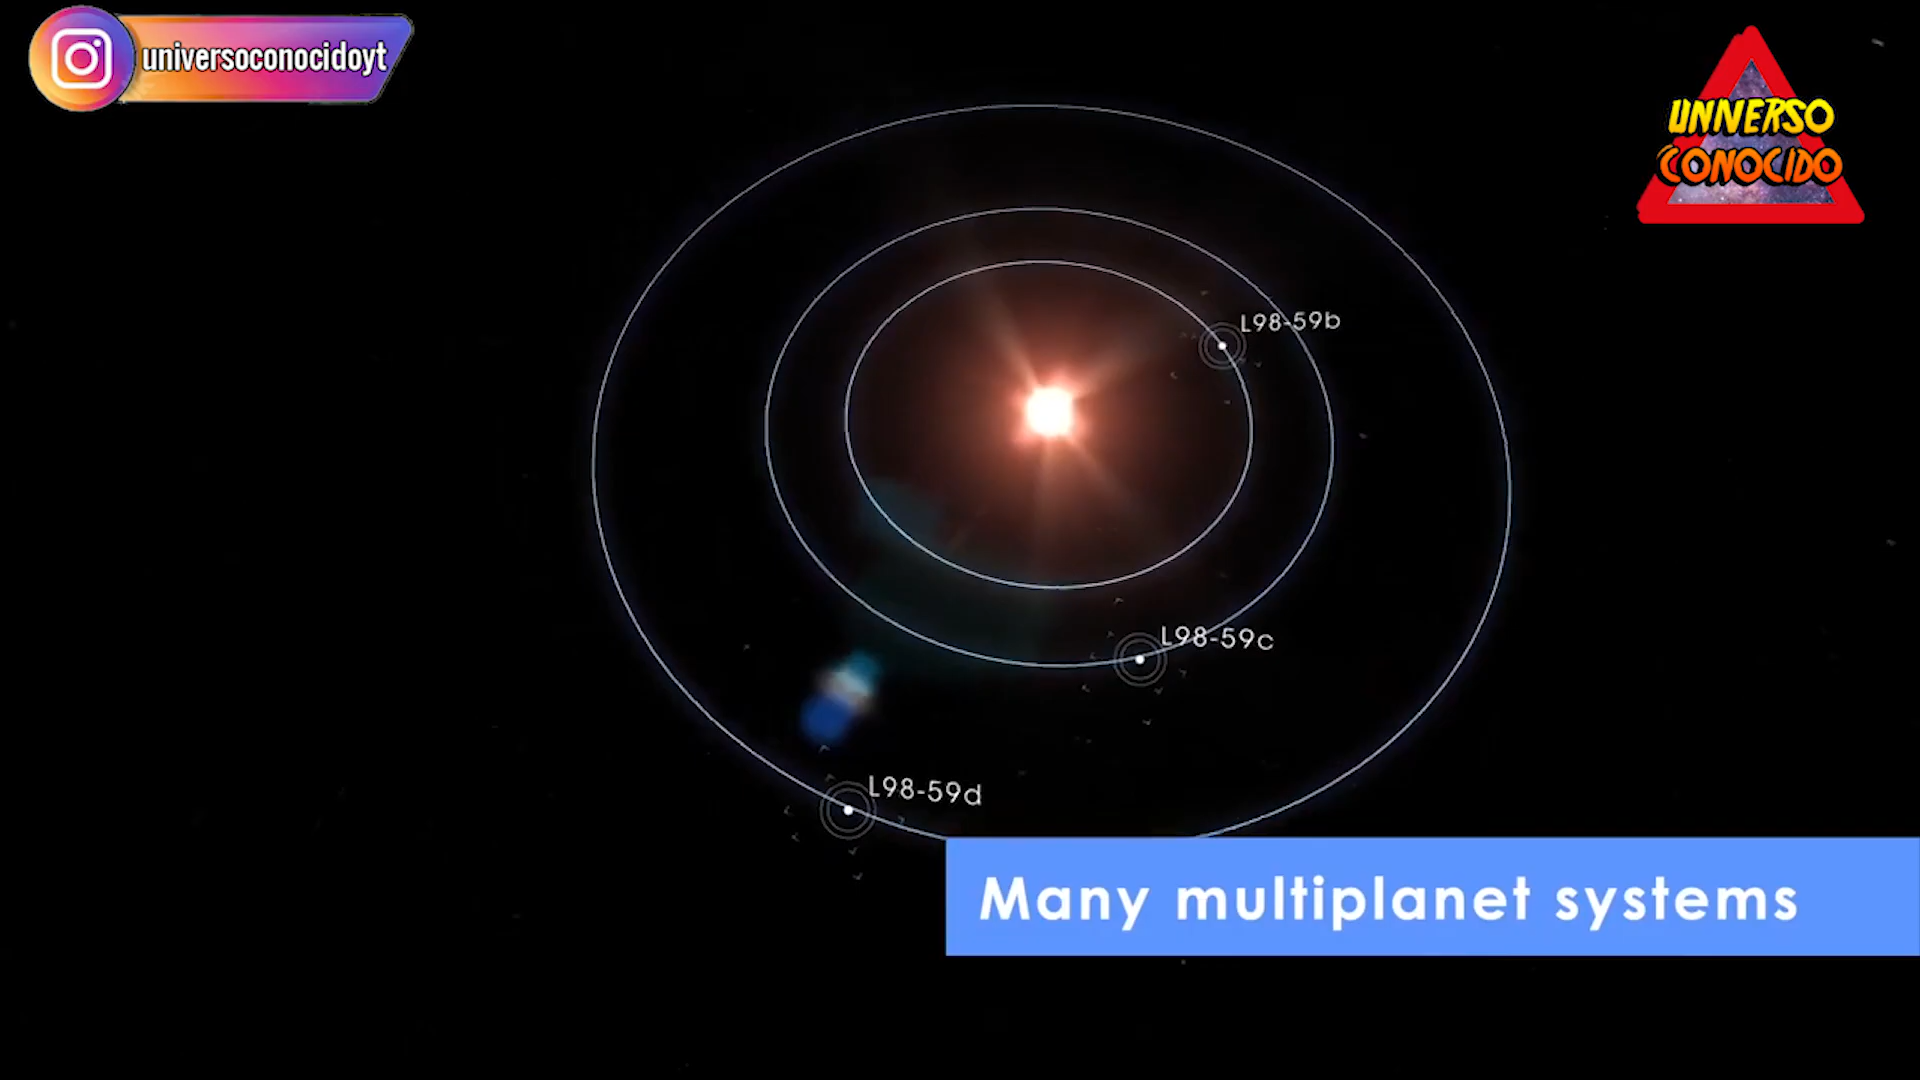 universoconocidoyt
UNIVERSO
CONOCIDO
L98-59b
L98-59c
L98-59d
Many multiplanet systems